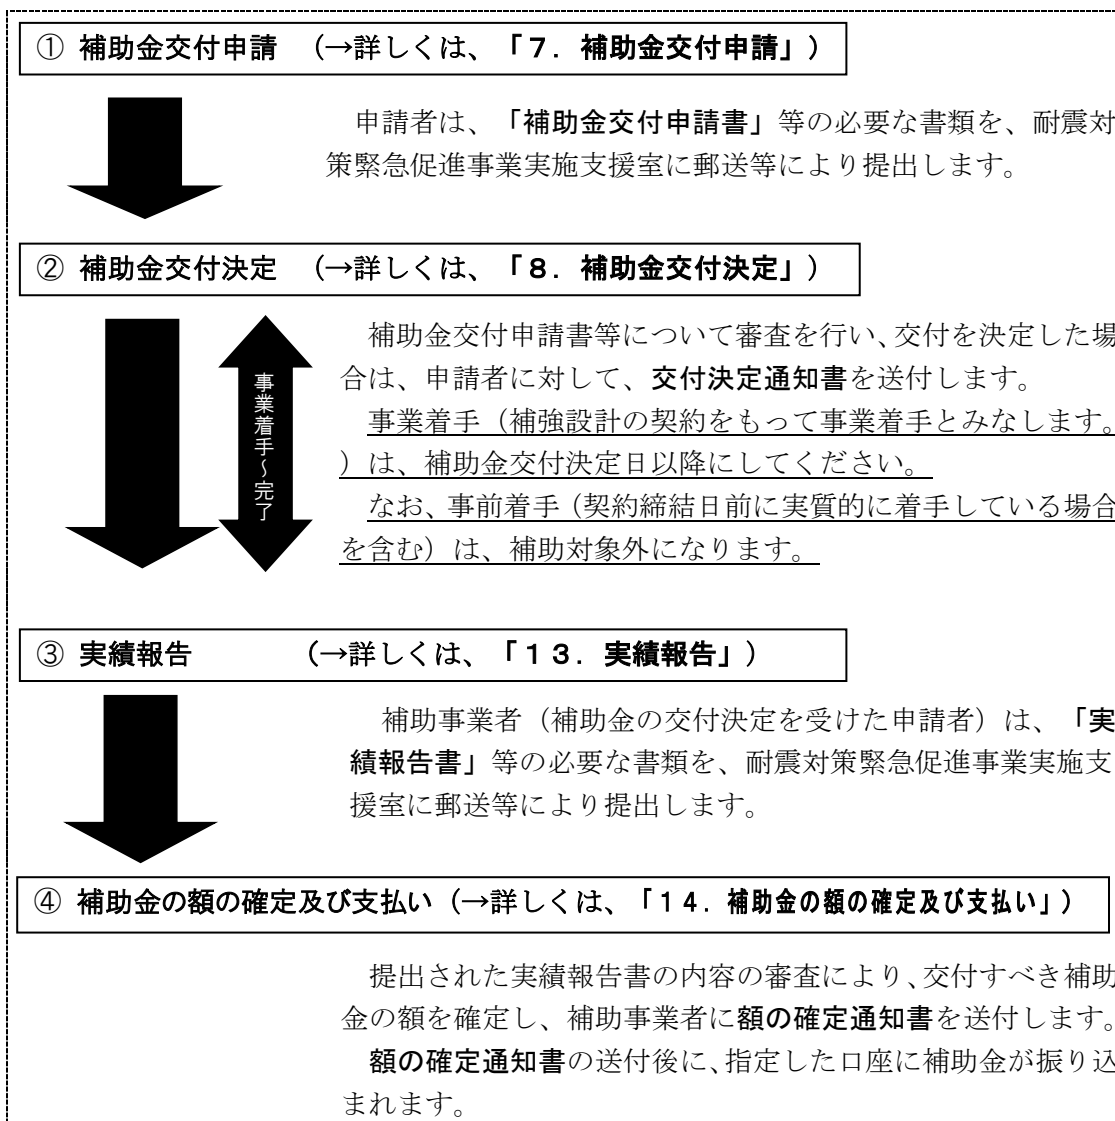 ① 補助金交付申請 （→詳しくは、「７．補助金交付申請」）
申請者は、「補助金交付申請書」等の必要な書類を、耐震対
策緊急促進事業実施支援室に郵送等により提出します。
② 補助金交付決定 （→詳しくは、「８．補助金交付決定」）
事業着手～完了
補助金交付申請書等について審査を行い、交付を決定した場
合は、申請者に対して、交付決定通知書を送付します。
事業着手（補強設計の契約をもって事業着手とみなします。
）は、補助金交付決定日以降にしてください。
なお、事前着手（契約締結日前に実質的に着手している場合
を含む）は、補助対象外になります。
③ 実績報告 （→詳しくは、「１３．実績報告」）
補助事業者（補助金の交付決定を受けた申請者）は、「実
績報告書」等の必要な書類を、耐震対策緊急促進事業実施支
援室に郵送等により提出します。
④ 補助金の額の確定及び支払い（→詳しくは、「１４．補助金の額の確定及び支払い」）
提出された実績報告書の内容の審査により、交付すべき補助
金の額を確定し、補助事業者に額の確定通知書を送付します。
額の確定通知書の送付後に、指定した口座に補助金が振り込
まれます。